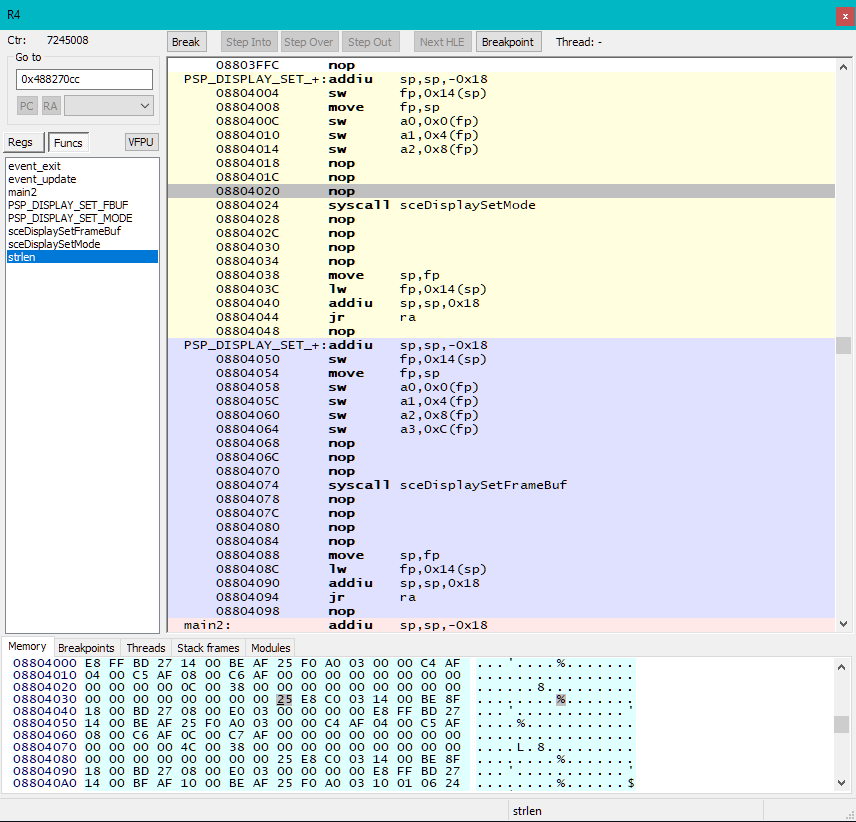 R4
x
Ctr: 7245008
Break Step Into Step Over Step Out Next HLE Breakpoint Thread: -
Go to
0x488270cc
PC RA
Regs Funcs VFPU
event_exit
event_update
main2
PSP_DISPLAY_SET_FBUF
PSP_DISPLAY_SET_MODE
sceDisplaySetFrameBuf
sceDisplaySetMode
strlen
08803FFC nop
PSP_DISPLAY_SET_+:addiu sp,sp,-0x18
08804004 sw fp,0x14(sp)
08804008 move fp,sp
0880400C sw a0,0x0(fp)
08804010 sw a1,0x4(fp)
08804014 sw a2,0x8(fp)
08804018 nop
0880401C nop
08804020 nop
08804024 syscall sceDisplaySetMode
08804028 nop
0880402C nop
08804030 nop
08804034 nop
08804038 move sp,fp
0880403C lw fp,0x14(sp)
08804040 addiu sp,sp,0x18
08804044 jr ra
08804048 nop
PSP_DISPLAY_SET_+:addiu sp,sp,-0x18
08804050 sw fp,0x14(sp)
08804054 move fp,sp
08804058 sw a0,0x0(fp)
0880405C sw a1,0x4(fp)
08804060 sw a2,0x8(fp)
08804064 sw a3,0xC(fp)
08804068 nop
0880406C nop
08804070 nop
08804074 syscall sceDisplaySetFrameBuf
08804078 nop
0880407C nop
08804080 nop
08804084 nop
08804088 move sp,fp
0880408C lw fp,0x14(sp)
08804090 addiu sp,sp,0x18
08804094 jr ra
08804098 nop
main2: addiu sp,sp,-0x18
Memory Breakpoints Threads Stack frames Modules
08804000 E8 FF BD 27 14 00 BE AF 25 F0 A0 03 00 00 C4 AF ...'....%.......
08804010 04 00 C5 AF 08 00 C6 AF 00 00 00 00 00 00 00 00 ................
08804020 00 00 00 00 0C 00 38 00 00 00 00 00 00 00 00 00 ......8.........
08804030 00 00 00 00 00 00 00 00 25 E8 C0 03 14 00 BE 8F ........%.......
08804040 18 00 BD 27 08 00 E0 03 00 00 00 00 E8 FF BD 27 ...'...........'
08804050 14 00 BE AF 25 F0 A0 03 00 00 C4 AF 04 00 C5 AF ....%...........
08804060 08 00 C6 AF 0C 00 C7 AF 00 00 00 00 00 00 00 00 ................
08804070 00 00 00 00 4C 00 38 00 00 00 00 00 00 00 00 00 ....L.8.........
08804080 00 00 00 00 00 00 00 00 25 E8 C0 03 14 00 BE 8F ........%.......
08804090 18 00 BD 27 08 00 E0 03 00 00 00 00 E8 FF BD 27 ...'...........'
088040A0 14 00 BF AF 10 00 BE AF 25 F0 A0 03 10 01 06 24 ........%......$
strlen